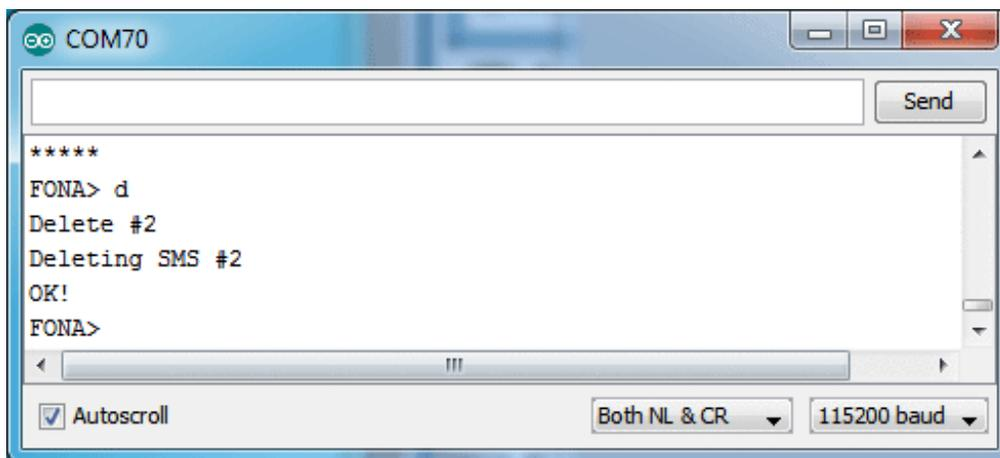 COM70
Send
*****
FONA> d
Delete #2
Deleting SMS #2
OK!
FONA>
Autoscroll
Both NL & CR
115200 baud